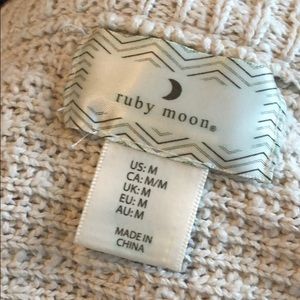 ruby moon®
US: M
CA: M/M
UK: M
EU: M
AU: M
MADE IN
CHINA